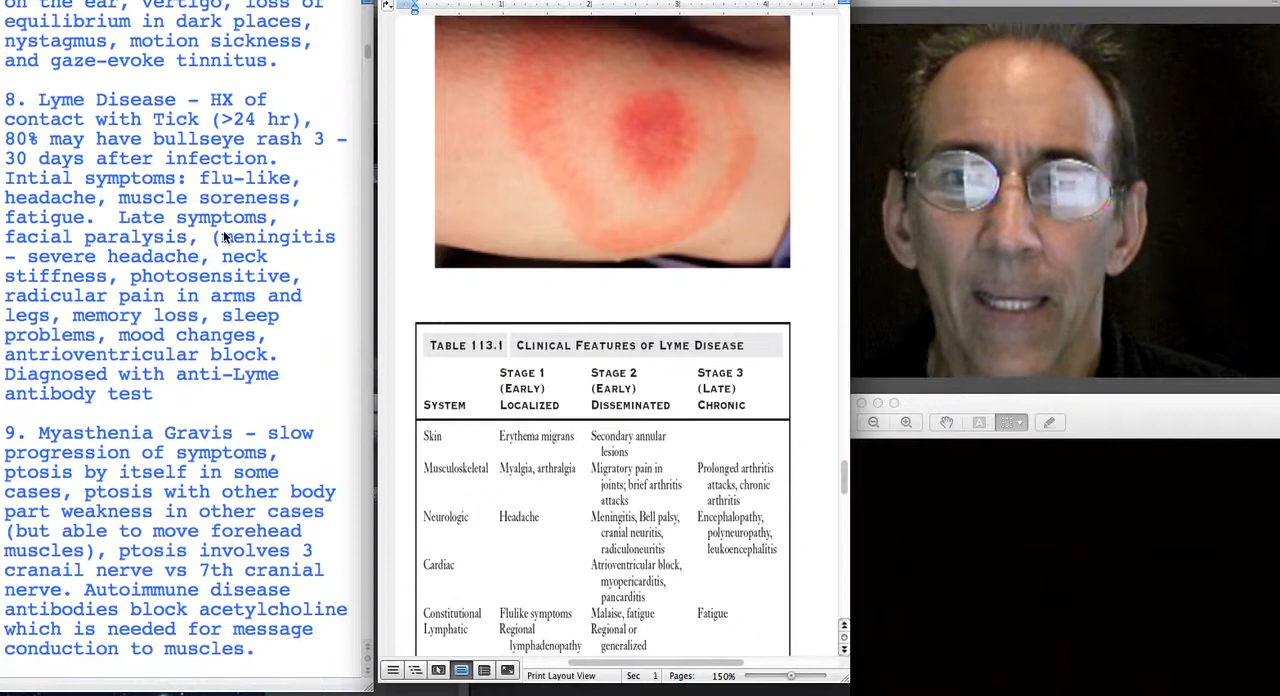 on the ear, vertigo, loss of
equilibrium in dark places,
nystagmus, motion sickness,
and gaze-evoke tinnitus.
8. Lyme Disease – HX of
contact with Tick (>24 hr),
80% may have bullseye rash 3 –
30 days after infection.
Intial symptoms: flu-like,
headache, muscle soreness,
fatigue.  Late symptoms,
facial paralysis, (meningitis
– severe headache, neck
stiffness, photosensitive,
radicular pain in arms and
legs, memory loss, sleep
problems, mood changes,
antrioventricular block.
Diagnosed with anti-Lyme
antibody test
9. Myasthenia Gravis – slow
progression of symptoms,
ptosis by itself in some
cases, ptosis with other body
part weakness in other cases
(but able to move forehead
muscles), ptosis involves 3
cranail nerve vs 7th cranial
nerve. Autoimmune disease
antibodies block acetylcholine
which is needed for message
conduction to muscles.
1 2 3 4
TABLE 113.1 CLINICAL FEATURES OF LYME DISEASE
STAGE 1 STAGE 2 STAGE 3
(EARLY) (EARLY) (LATE)
SYSTEM LOCALIZED DISSEMINATED CHRONIC
Skin Erythema migrans Secondary annular
lesions
Musculoskeletal Myalgia, arthralgia Migratory pain in Prolonged arthritis
joints; brief arthritis attacks, chronic
attacks arthritis
Neurologic Headache Meningitis, Bell palsy, Encephalopathy,
cranial neuritis, polyneuropathy,
radiculoneuritis leukoencephalitis
Cardiac Atrioventricular block,
myopericarditis,
pancarditis
Constitutional Flulike symptoms Malaise, fatigue Fatigue
Lymphatic Regional Regional or
lymphadenopathy generalized
Print Layout View Sec 1 Pages: 150%
A